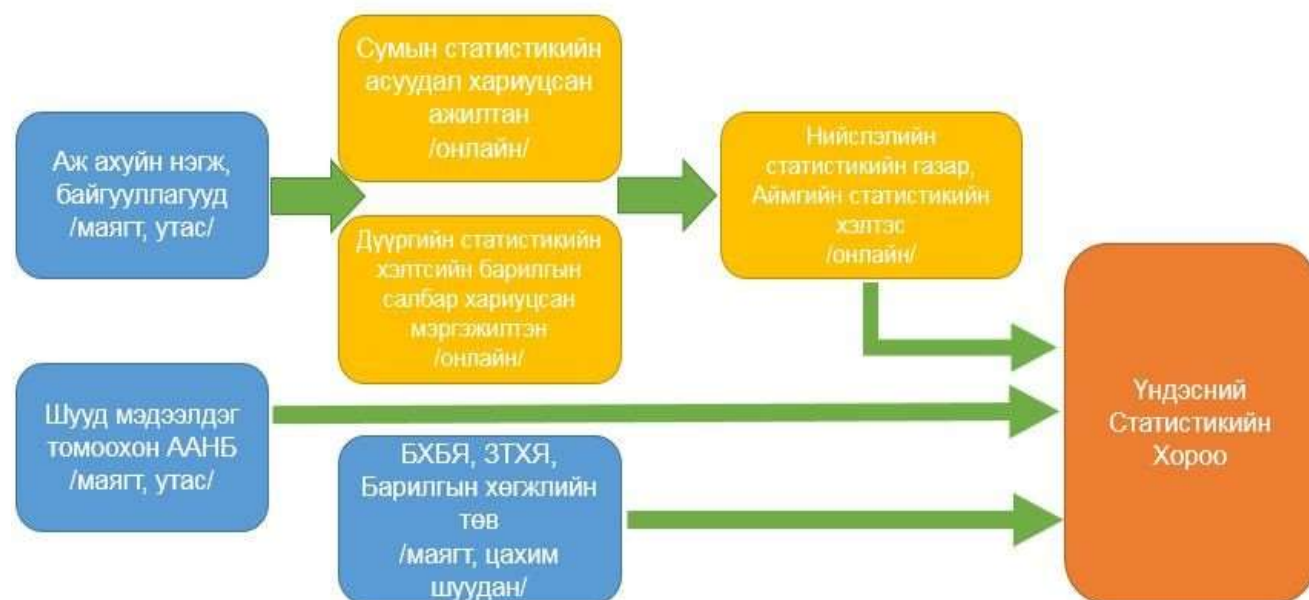 Аж ахуйн нэгж,
байгууллагууд
/маягт, утас/
Сумын статистикийн
асуудал хариуцсан
ажилтан
/онлайн/
Дүүргийн статистикийн
хэлтсийн барилгын
салбар хариуцсан
мэргэжилтэн
/онлайн/
Нийслэлийн
статистикийн газар,
Аймгийн статистикийн
хэлтэс
/онлайн/
Шууд мэдээлдэг
томоохон ААНБ
/маягт, утас/
БХБЯ, ЗТХЯ,
Барилгын хөгжлийн
төв
/маягт, цахим
шуудан/
Үндэсний
Статистикийн
Хороо